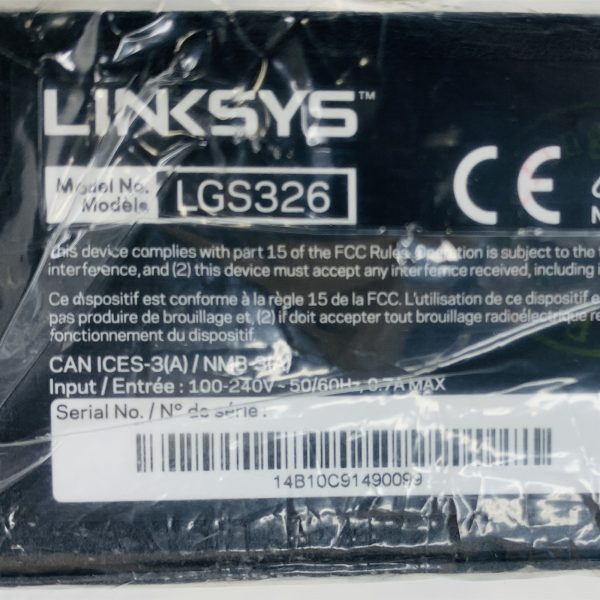 LINKSYS™
Model No. LGS326
Modèle
This device complies with part 15 of the FCC Rules. Operation is subject to the
interference, and (2) this device must accept any interfernce received, including
Ce dispositif est conforme à la règle 15 de la FCC. L'utilisation de ce dispositif
pas produire de brouillage et, (2) if doit accepter tout brouillage radioélectrique
fonctionnement du dispositif.
CAN ICES-3(A) / NMB-3(A)
Input / Entrée : 100-240V ~ 50/60Hz, 0.7A MAX
Serial No. / Nº de série :
14B10C91490099
CE